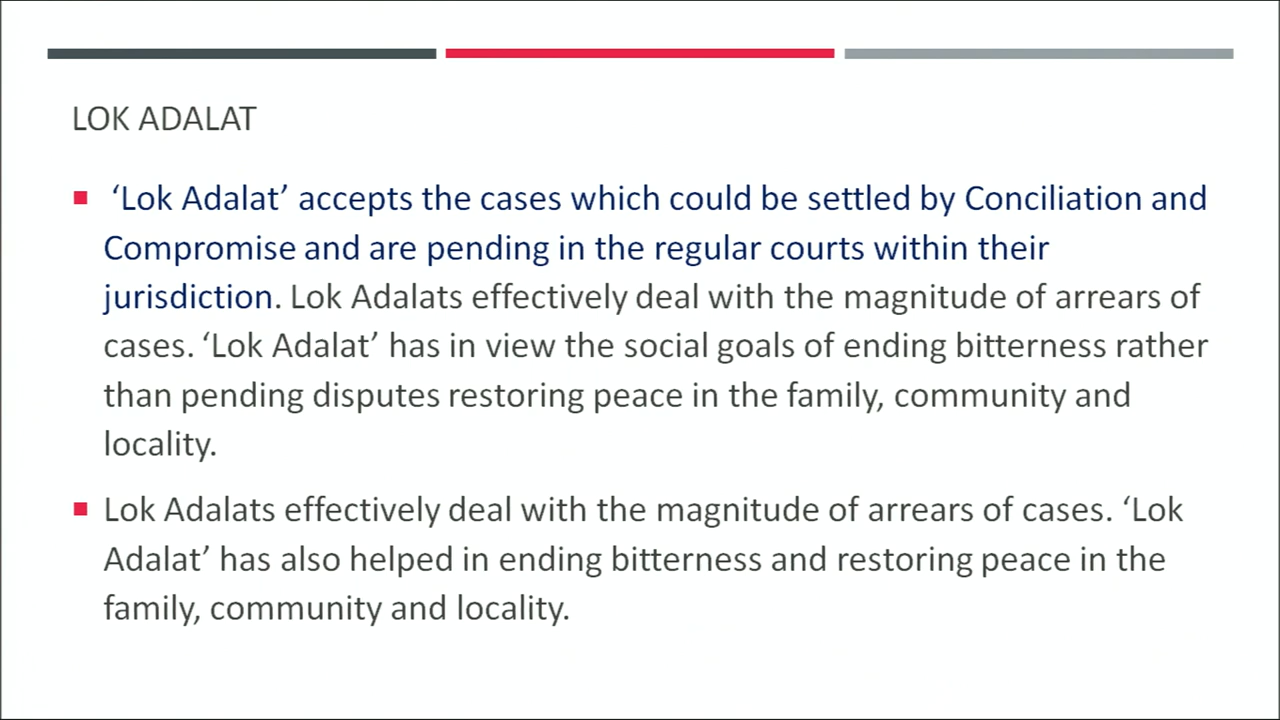 LOK ADALAT
‘Lok Adalat’ accepts the cases which could be settled by Conciliation and
Compromise and are pending in the regular courts within their
jurisdiction. Lok Adalats effectively deal with the magnitude of arrears of
cases. ‘Lok Adalat’ has in view the social goals of ending bitterness rather
than pending disputes restoring peace in the family, community and
locality.
Lok Adalats effectively deal with the magnitude of arrears of cases. ‘Lok
Adalat’ has also helped in ending bitterness and restoring peace in the
family, community and locality.